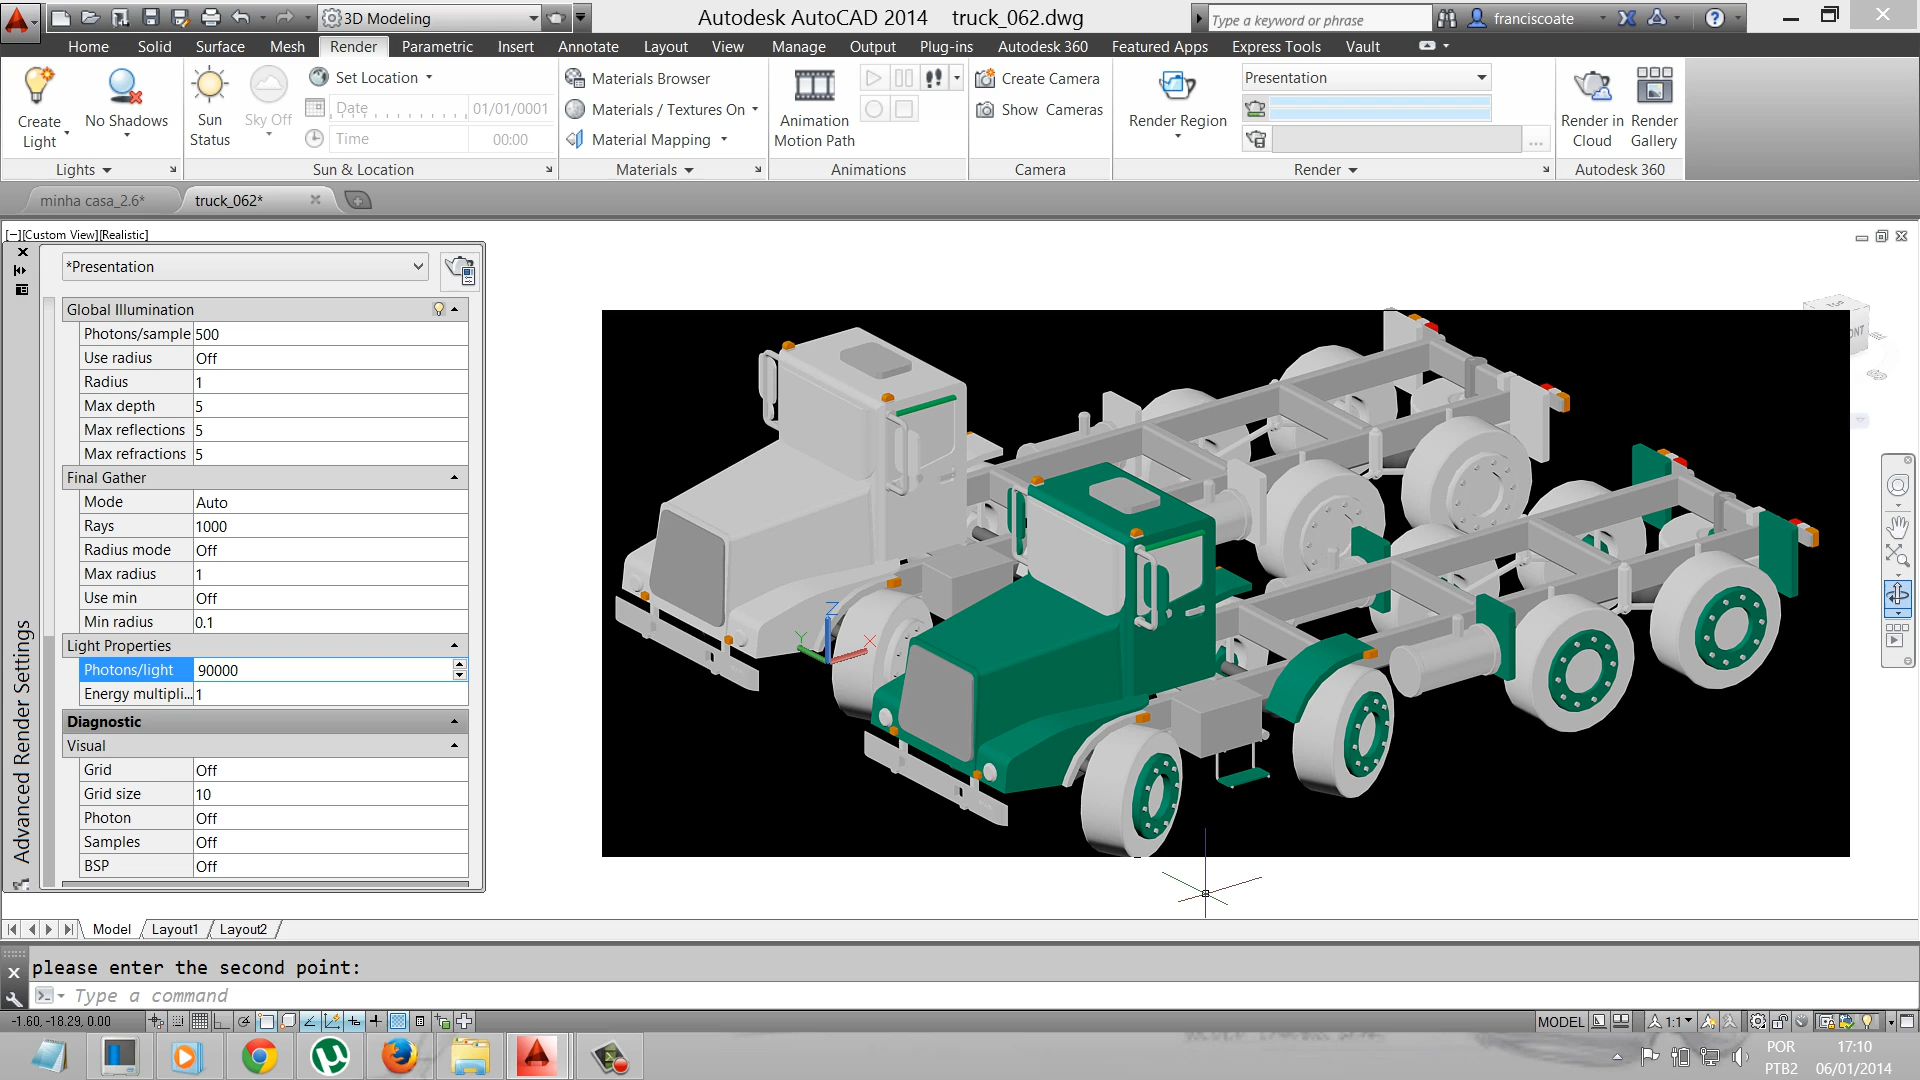 3D Modeling
Autodesk AutoCAD 2014 truck_062.dwg
Type a keyword or phrase
franciscoate
Home Solid Surface Mesh Render Parametric Insert Annotate Layout View Manage Output Plug-ins Autodesk 360 Featured Apps Express Tools Vault
Create Light
No Shadows
Sun Status
Sky Off
Set Location
Date 01/01/0001
Time 00:00
Materials Browser
Materials / Textures On
Material Mapping
Animation Motion Path
Create Camera
Show Cameras
Render Region
Presentation
...
Render in Cloud
Render Gallery
Lights
Sun & Location
Materials
Animations
Camera
Render
Autodesk 360
minha casa_2.6*
truck_062*
[−][Custom View][Realistic]
Advanced Render Settings
*Presentation
Global Illumination
Photons/sample 500
Use radius Off
Radius 1
Max depth 5
Max reflections 5
Max refractions 5
Final Gather
Mode Auto
Rays 1000
Radius mode Off
Max radius 1
Use min Off
Min radius 0.1
Light Properties
Photons/light 90000
Energy multipli... 1
Diagnostic
Visual
Grid Off
Grid size 10
Photon Off
Samples Off
BSP Off
Z
Y
X
TOP
Model Layout1 Layout2
please enter the second point:
Type a command
-1.60, -18.29, 0.00
MODEL
1:1
POR
PTB2
17:10
06/01/2014